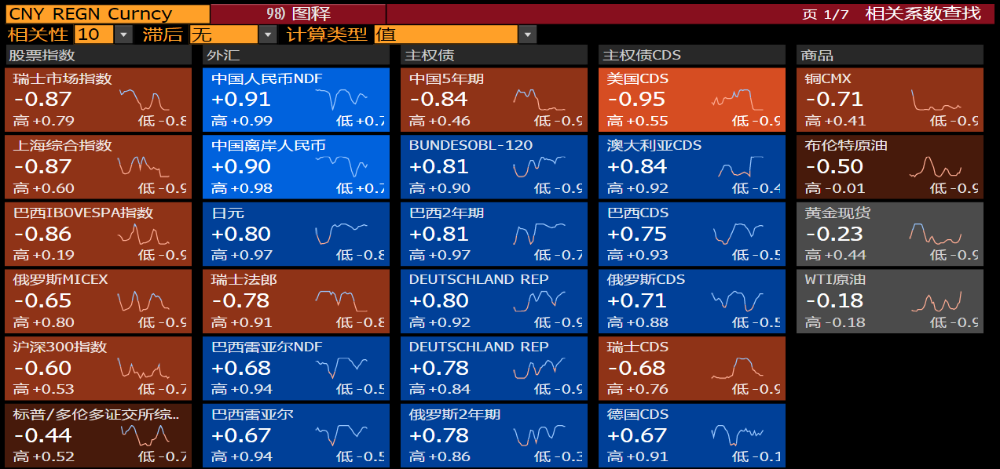 CNY REGN Curncy 98) 图释 页 1/7 相关系数查找
相关性 10 滞后 无 计算类型 值
股票指数 外汇 主权债 主权债CDS 商品
瑞士市场指数 中国人民币NDF 中国5年期 美国CDS 铜CMX
-0.87 +0.91 -0.84 -0.95 -0.71
高 +0.79 低 -0.8 高 +0.99 低 +0.7 高 +0.46 低 -0.9 高 +0.55 低 -0.9 高 +0.41 低 -0.9
上海综合指数 中国离岸人民币 BUNDESOBL-120 澳大利亚CDS 布伦特原油
-0.87 +0.90 +0.81 +0.84 -0.50
高 +0.60 低 -0.9 高 +0.98 低 +0.7 高 +0.90 低 -0.9 高 +0.92 低 -0.4 高 -0.01 低 -0.9
巴西IBOVESPA指数 日元 巴西2年期 巴西CDS 黄金现货
-0.86 +0.80 +0.81 +0.75 -0.23
高 +0.19 低 -0.9 高 +0.97 低 -0.8 高 +0.97 低 -0.7 高 +0.93 低 -0.5 高 +0.44 低 -0.9
俄罗斯MICEX 瑞士法郎 DEUTSCHLAND REP 俄罗斯CDS WTI原油
-0.65 -0.78 +0.80 +0.71 -0.18
高 +0.80 低 -0.9 高 +0.91 低 -0.8 高 +0.92 低 -0.9 高 +0.88 低 -0.5 高 -0.18 低 -0.9
沪深300指数 巴西雷亚尔NDF DEUTSCHLAND REP 瑞士CDS
-0.60 +0.68 +0.78 -0.68
高 +0.53 低 -0.7 高 +0.94 低 -0.5 高 +0.84 低 -0.9 高 +0.76 低 -0.9
标普/多伦多证交所综... 巴西雷亚尔 俄罗斯2年期 德国CDS
-0.44 +0.67 +0.78 +0.67
高 +0.52 低 -0.7 高 +0.94 低 -0.5 高 +0.86 低 -0.3 高 +0.91 低 -0.1